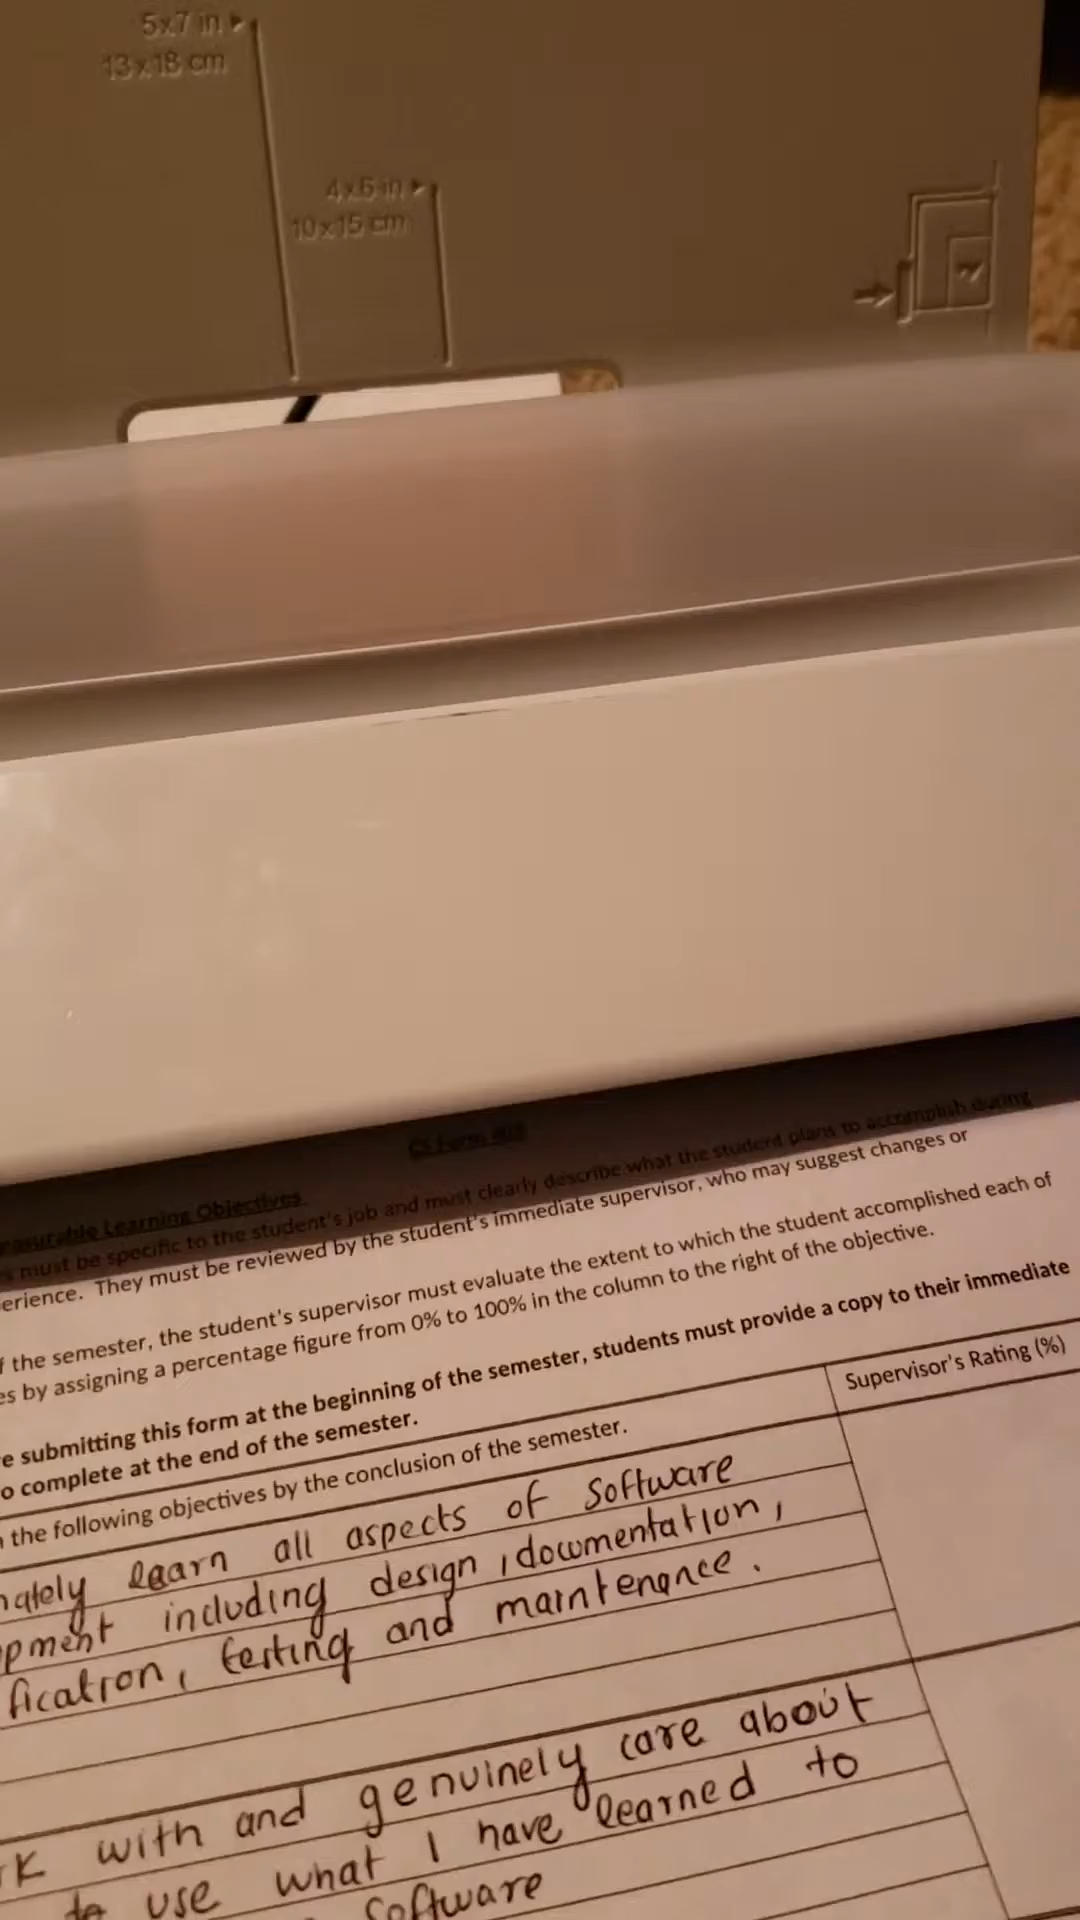 5x7 in
13x18 cm
4x6 in
10x15 cm
CS Form
Measurable Learning Objectives
s must be specific to the student's job and must clearly describe what the student plans to accomplish during
erience. They must be reviewed by the student's immediate supervisor, who may suggest changes or
f the semester, the student's supervisor must evaluate the extent to which the student accomplished each of
es by assigning a percentage figure from 0% to 100% in the column to the right of the objective.
e submitting this form at the beginning of the semester, students must provide a copy to their immediate
o complete at the end of the semester.
the following objectives by the conclusion of the semester.
Supervisor's Rating (%)
nately learn all aspects of Software
pment including design, documentation,
fication, testing and maintenance.
rk with and genuinely care about
to use what I have learned to
Software